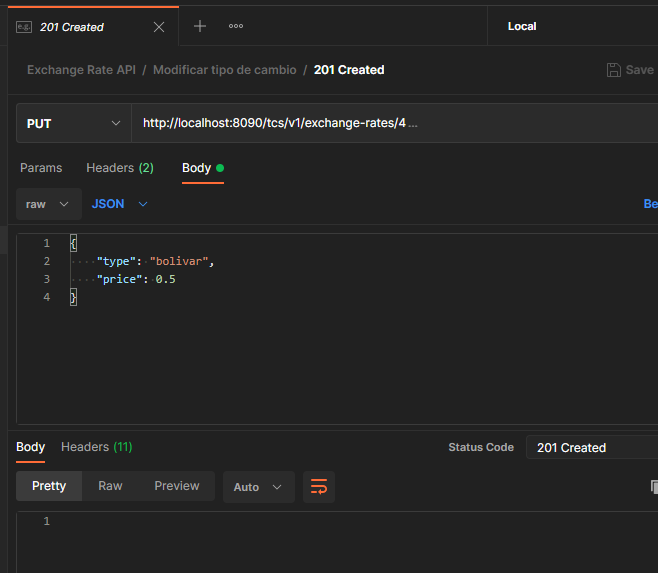 e.g. 201 Created
Local
Exchange Rate API / Modificar tipo de cambio / 201 Created
Save
PUT
http://localhost:8090/tcs/v1/exchange-rates/4 ...
Params Headers (2) Body
raw JSON Be
1 {
2 "type": "bolivar",
3 "price": 0.5
4 }
Body Headers (11) Status Code 201 Created
Pretty Raw Preview Auto
1